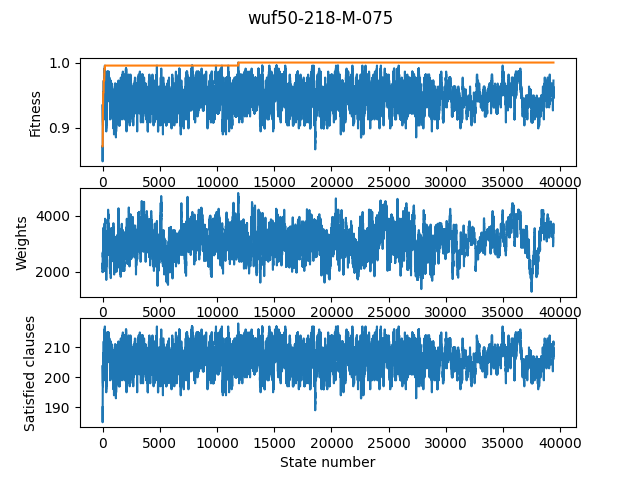 wuf50-218-M-075
1.0
0.9
Fitness
0 5000 10000 15000 20000 25000 30000 35000 40000
4000
2000
Weights
0 5000 10000 15000 20000 25000 30000 35000 40000
210
200
190
Satisfied clauses
0 5000 10000 15000 20000 25000 30000 35000 40000
State number